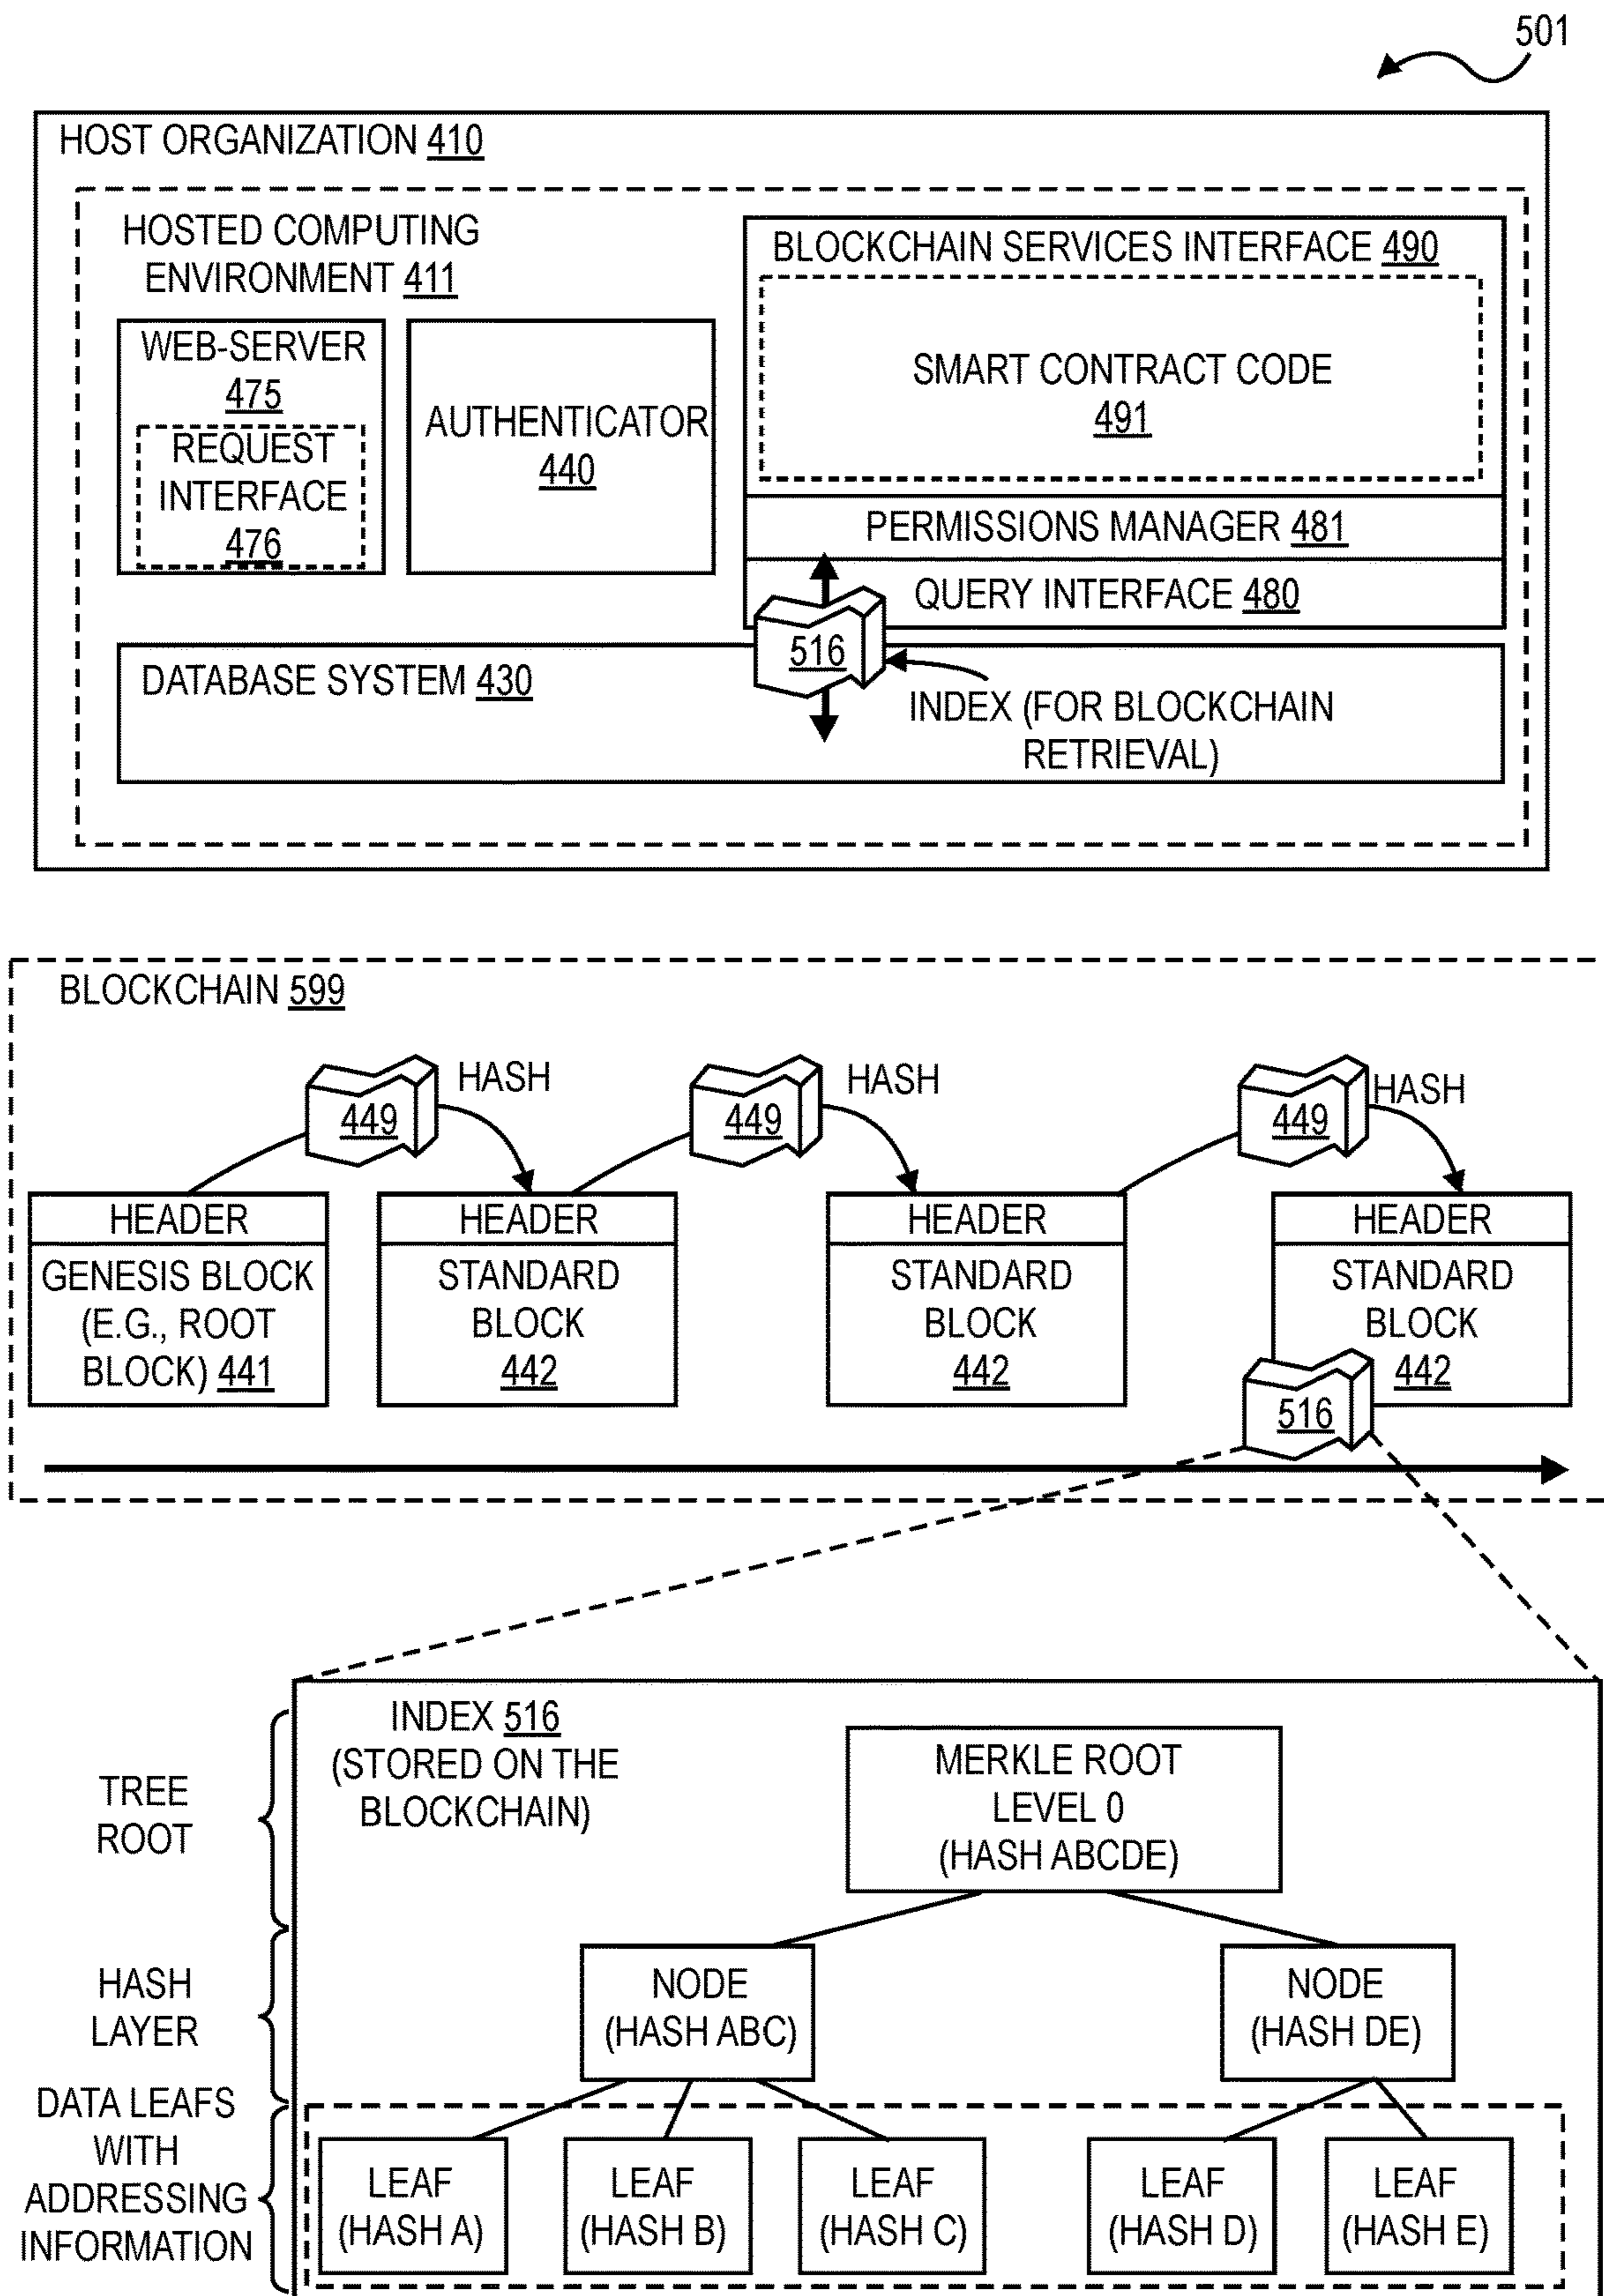 501
HOST ORGANIZATION 410
HOSTED COMPUTING
ENVIRONMENT 411
WEB-SERVER
475
REQUEST
INTERFACE
476
AUTHENTICATOR
440
BLOCKCHAIN SERVICES INTERFACE 490
SMART CONTRACT CODE
491
PERMISSIONS MANAGER 481
QUERY INTERFACE 480
516
DATABASE SYSTEM 430
INDEX (FOR BLOCKCHAIN
RETRIEVAL)
BLOCKCHAIN 599
449
HASH
449
HASH
449
HASH
HEADER
GENESIS BLOCK
(E.G., ROOT
BLOCK) 441
HEADER
STANDARD
BLOCK
442
HEADER
STANDARD
BLOCK
442
HEADER
STANDARD
BLOCK
442
516
TREE
ROOT
INDEX 516
(STORED ON THE
BLOCKCHAIN)
MERKLE ROOT
LEVEL 0
(HASH ABCDE)
HASH
LAYER
NODE
(HASH ABC)
NODE
(HASH DE)
DATA LEAFS
WITH
ADDRESSING
INFORMATION
LEAF
(HASH A)
LEAF
(HASH B)
LEAF
(HASH C)
LEAF
(HASH D)
LEAF
(HASH E)